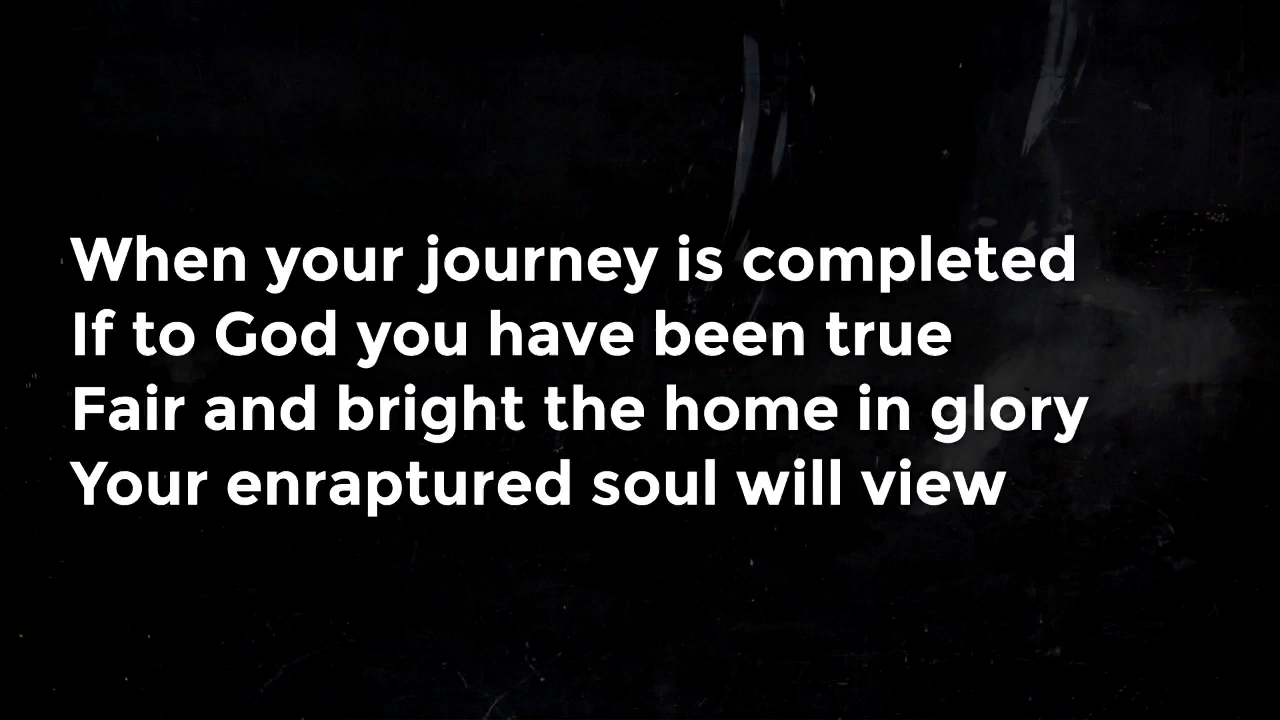 When your journey is completed
If to God you have been true
Fair and bright the home in glory
Your enraptured soul will view